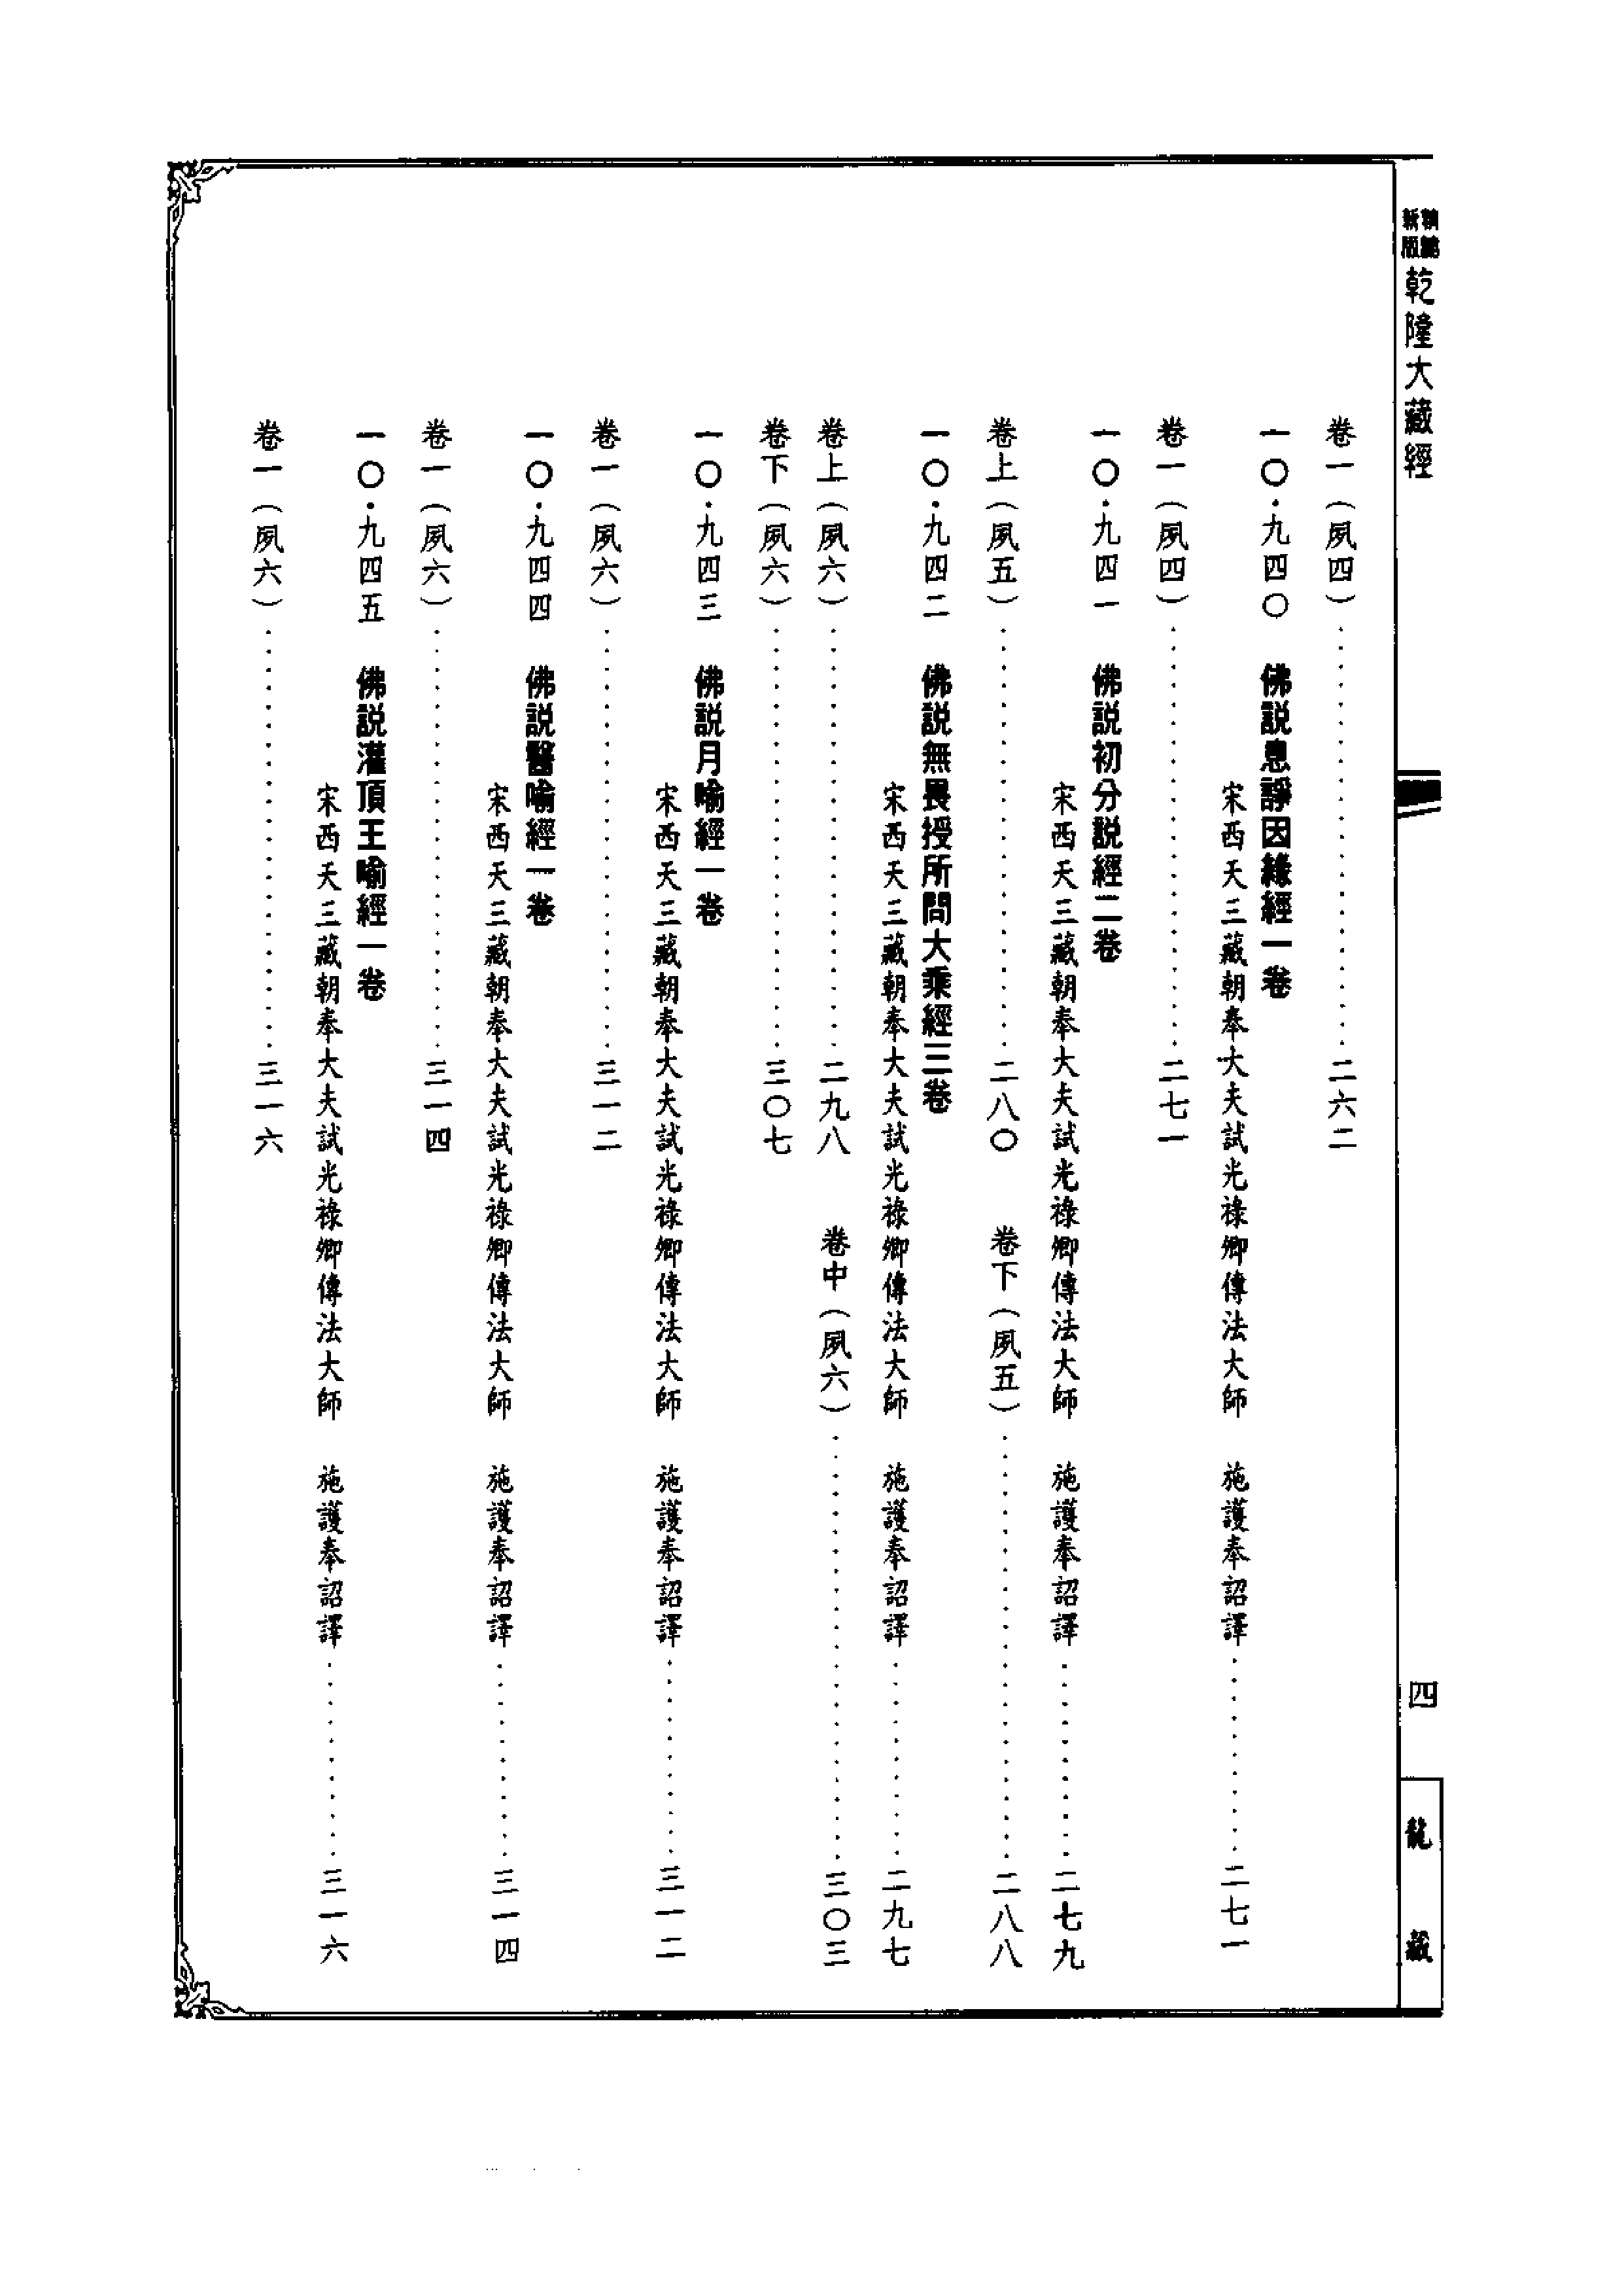 精編
新版
乾隆大藏經
四
龍藏
卷一（夙四）……………………二六二
一〇·九四〇　佛説息諍因緣經一卷
宋西天三藏朝奉大夫試光祿卿傳法大師　施護奉詔譯…………二七一
卷一（夙四）……………………二七一
一〇·九四一　佛説初分説經二卷
宋西天三藏朝奉大夫試光祿卿傳法大師　施護奉詔譯…………二七九
卷上（夙五）……………………二八〇　卷下（夙五）……………………二八八
一〇·九四二　佛説無畏授所問大乘經三卷
宋西天三藏朝奉大夫試光祿卿傳法大師　施護奉詔譯…………二九七
卷上（夙六）……………………二九八　卷中（夙六）……………………三〇三
卷下（夙六）……………………三〇七
一〇·九四三　佛説月喻經一卷
宋西天三藏朝奉大夫試光祿卿傳法大師　施護奉詔譯…………三一二
卷一（夙六）……………………三一二
一〇·九四四　佛説醫喻經一卷
宋西天三藏朝奉大夫試光祿卿傳法大師　施護奉詔譯…………三一四
卷一（夙六）……………………三一四
一〇·九四五　佛説灌頂王喻經一卷
宋西天三藏朝奉大夫試光祿卿傳法大師　施護奉詔譯…………三一六
卷一（夙六）……………………三一六